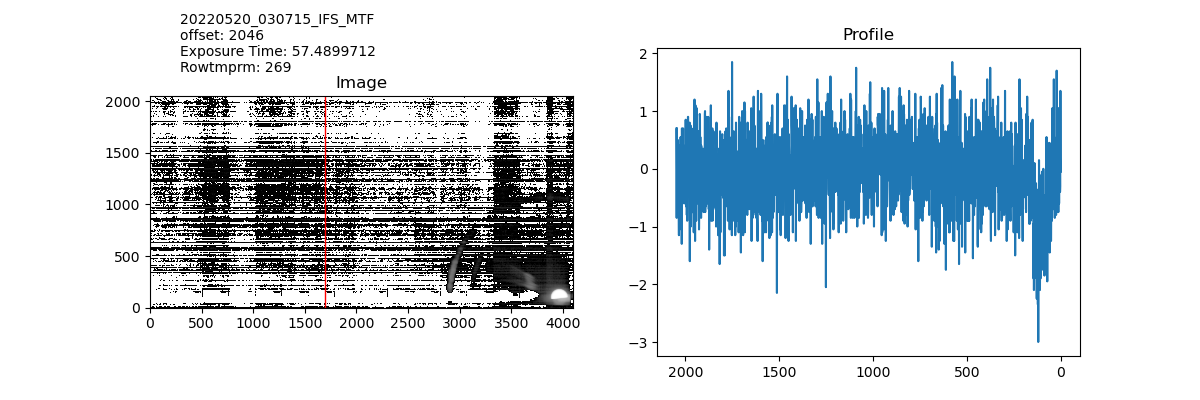 20220520_030715_IFS_MTF
offset: 2046
Exposure Time: 57.4899712
Rowtmprm: 269
Image
2000
1500
1000
500
0
0 500 1000 1500 2000 2500 3000 3500 4000
Profile
2
1
0
−1
−2
−3
2000 1500 1000 500 0